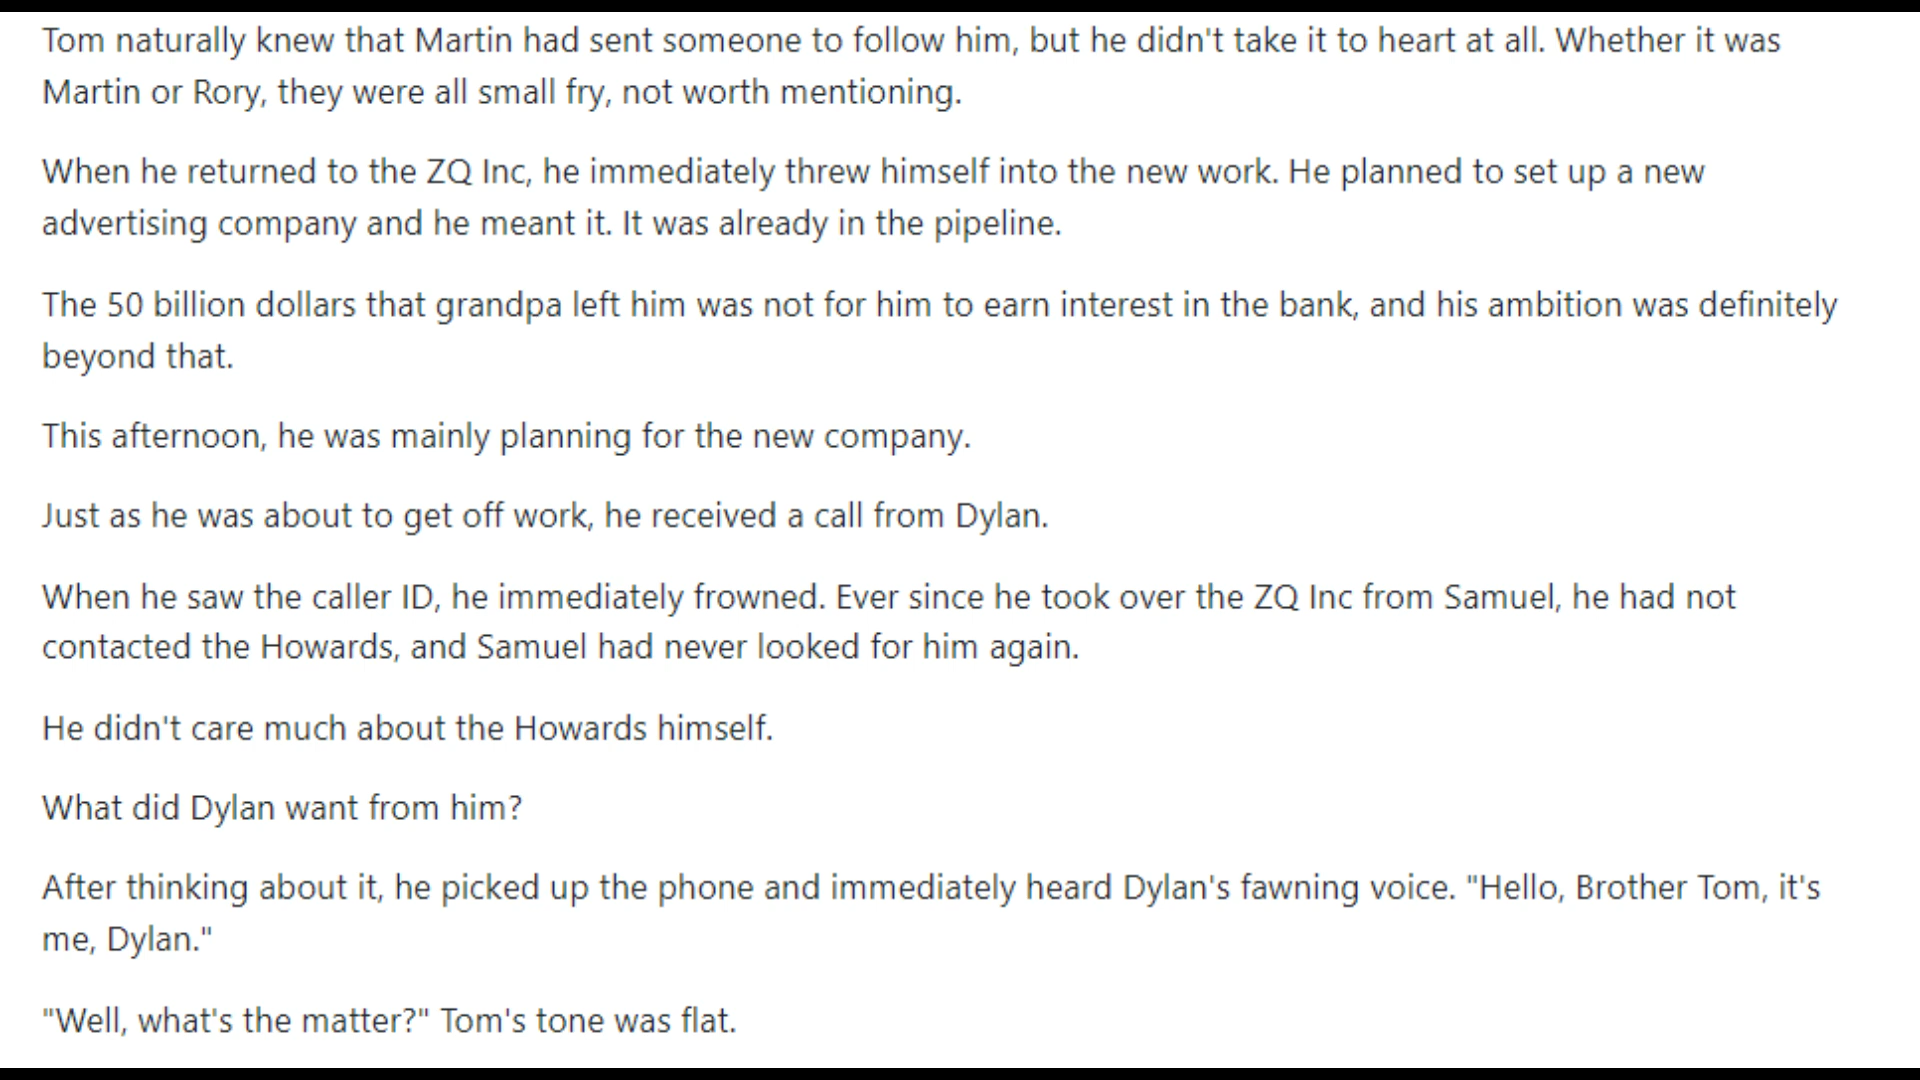 Tom naturally knew that Martin had sent someone to follow him, but he didn't take it to heart at all. Whether it was
Martin or Rory, they were all small fry, not worth mentioning.
When he returned to the ZQ Inc, he immediately threw himself into the new work. He planned to set up a new
advertising company and he meant it. It was already in the pipeline.
The 50 billion dollars that grandpa left him was not for him to earn interest in the bank, and his ambition was definitely
beyond that.
This afternoon, he was mainly planning for the new company.
Just as he was about to get off work, he received a call from Dylan.
When he saw the caller ID, he immediately frowned. Ever since he took over the ZQ Inc from Samuel, he had not
contacted the Howards, and Samuel had never looked for him again.
He didn't care much about the Howards himself.
What did Dylan want from him?
After thinking about it, he picked up the phone and immediately heard Dylan's fawning voice. "Hello, Brother Tom, it's
me, Dylan."
"Well, what's the matter?" Tom's tone was flat.